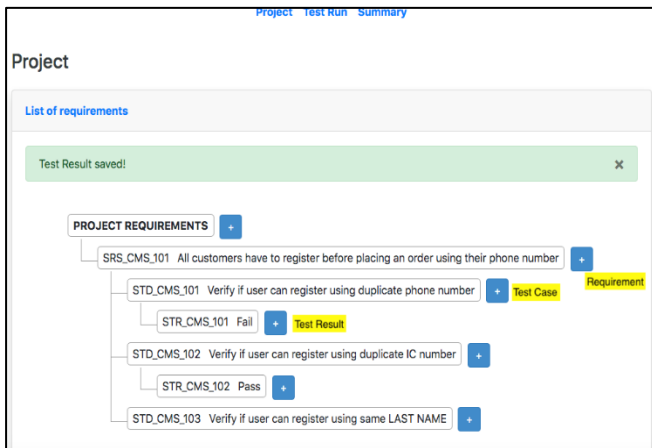 Project Test Run Summary
Project
List of requirements
Test Result saved! ×
PROJECT REQUIREMENTS +
SRS_CMS_101 All customers have to register before placing an order using their phone number +
Requirement
STD_CMS_101 Verify if user can register using duplicate phone number + Test Case
STR_CMS_101 Fail + Test Result
STD_CMS_102 Verify if user can register using duplicate IC number +
STR_CMS_102 Pass +
STD_CMS_103 Verify if user can register using same LAST NAME +